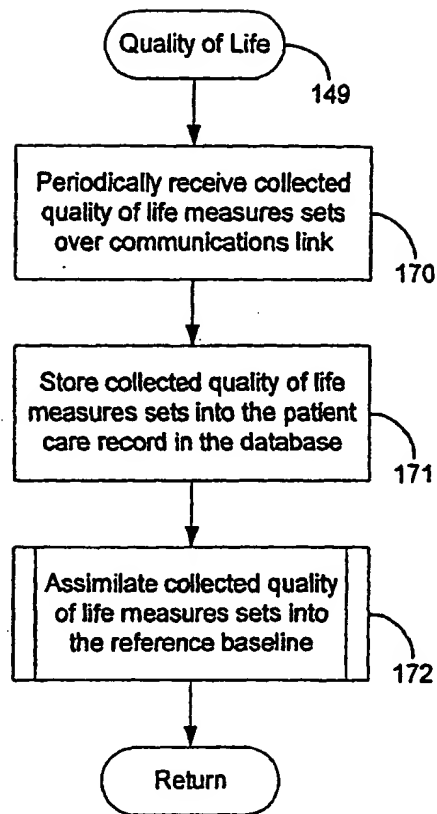 Quality of Life
149
Periodically receive collected
quality of life measures sets
over communications link
170
Store collected quality of life
measures sets into the patient
care record in the database
171
Assimilate collected quality
of life measures sets into
the reference baseline
172
Return